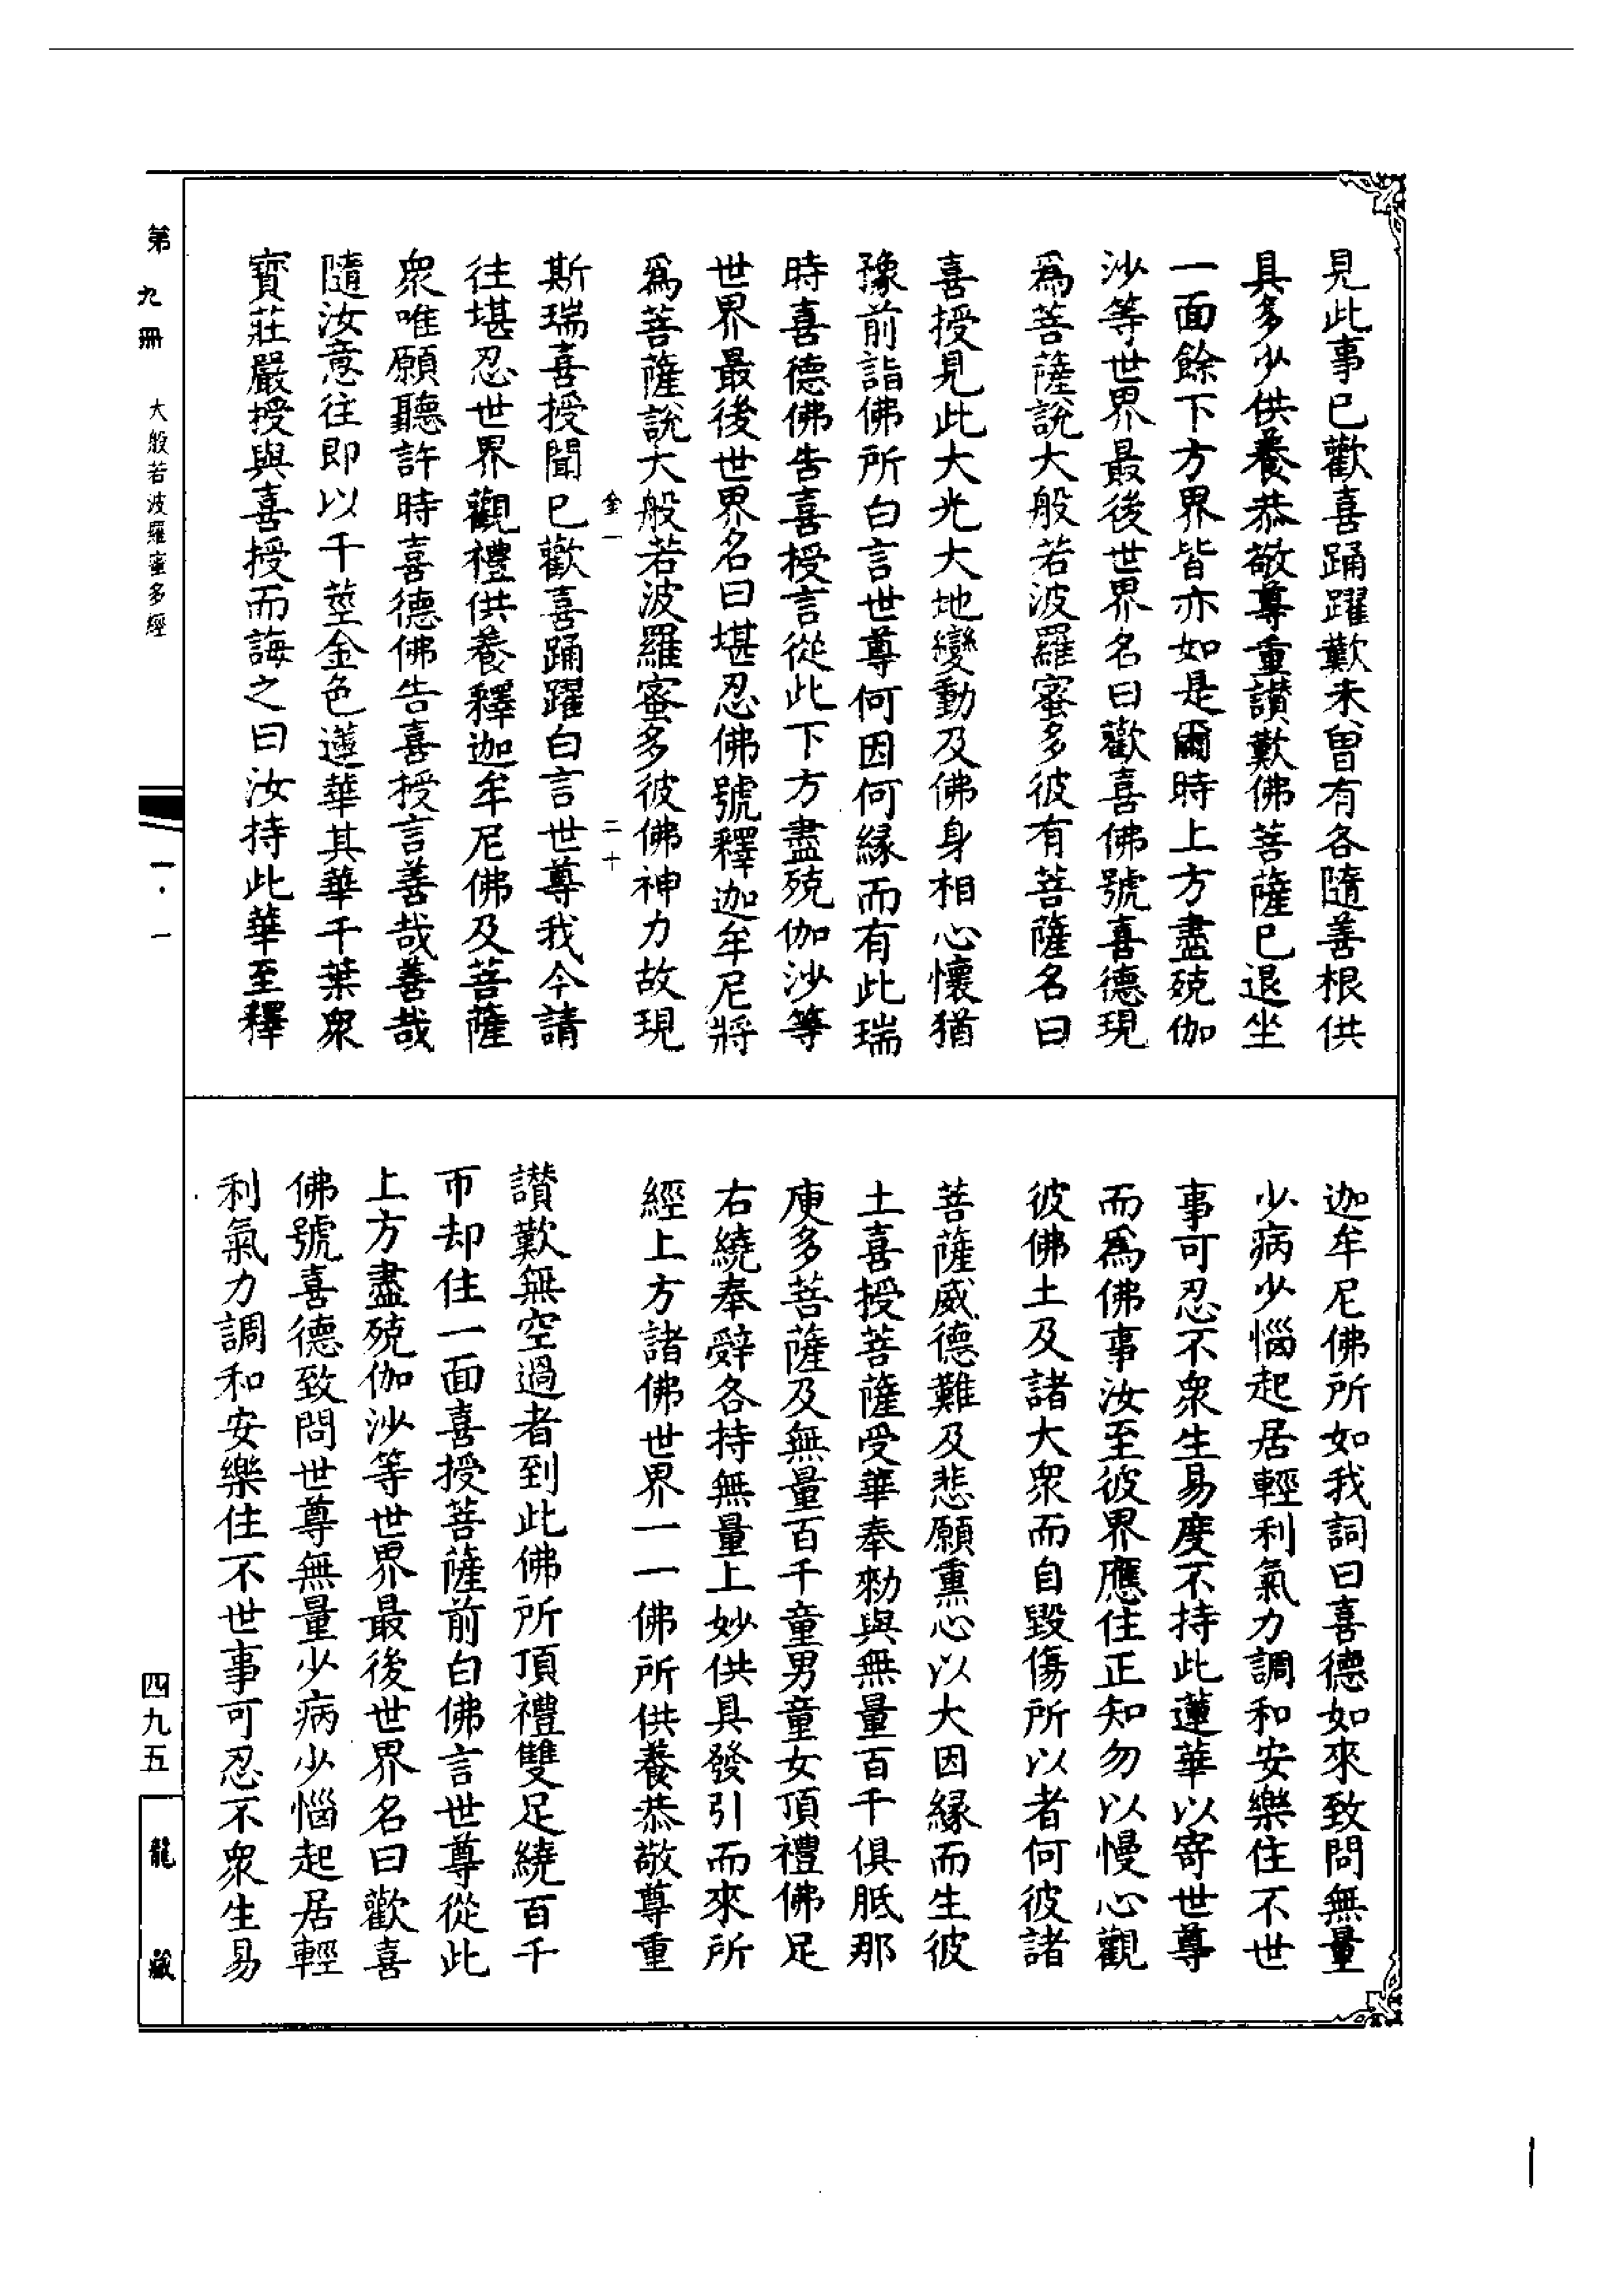 見此事已歡喜踊躍歎未曾有各隨善根供
具多少供養恭敬尊重讃歎佛菩薩已退坐
一面餘下方界皆亦如是爾時上方盡殑伽
沙等世界最後世界名曰歡喜佛號喜德現
爲菩薩說大般若波羅蜜多彼有菩薩名曰
喜授見此大光大地變動及佛身相心懷猶
豫前詣佛所白言世尊何因何縁而有此瑞
時喜德佛告喜授言從此下方盡殑伽沙等
世界最後世界名曰堪忍佛號釋迦牟尼將
爲菩薩說大般若波羅蜜多彼佛神力故現
金一 二十
斯瑞喜授聞已歡喜踊躍白言世尊我今請
往堪忍世界觀禮供養釋迦牟尼佛及菩薩
衆唯願聽許時喜德佛告喜授言善哉善哉
隨汝意往即以千莖金色蓮華其華千葉衆
寶莊嚴授與喜授而誨之曰汝持此華至釋
迦牟尼佛所如我詞曰喜德如來致問無量
少病少惱起居輕利氣力調和安樂住不世
事可忍不衆生易度不持此蓮華以寄世尊
而爲佛事汝至彼界應住正知勿以慢心觀
彼佛土及諸大衆而自毀傷所以者何彼諸
菩薩威德難及悲願熏心以大因縁而生彼
土喜授菩薩受華奉勑與無量百千俱胝那
庾多菩薩及無量百千童男童女頂禮佛足
右繞奉辤各持無量上妙供具發引而來所
經上方諸佛世界一一佛所供養恭敬尊重
讃歎無空過者到此佛所頂禮雙足繞百千
帀却住一面喜授菩薩前白佛言世尊從此
上方盡殑伽沙等世界最後世界名曰歡喜
佛號喜德致問世尊無量少病少惱起居輕
利氣力調和安樂住不世事可忍不衆生易
第九冊 大般若波羅蜜多經 一·一 四九五 龍藏